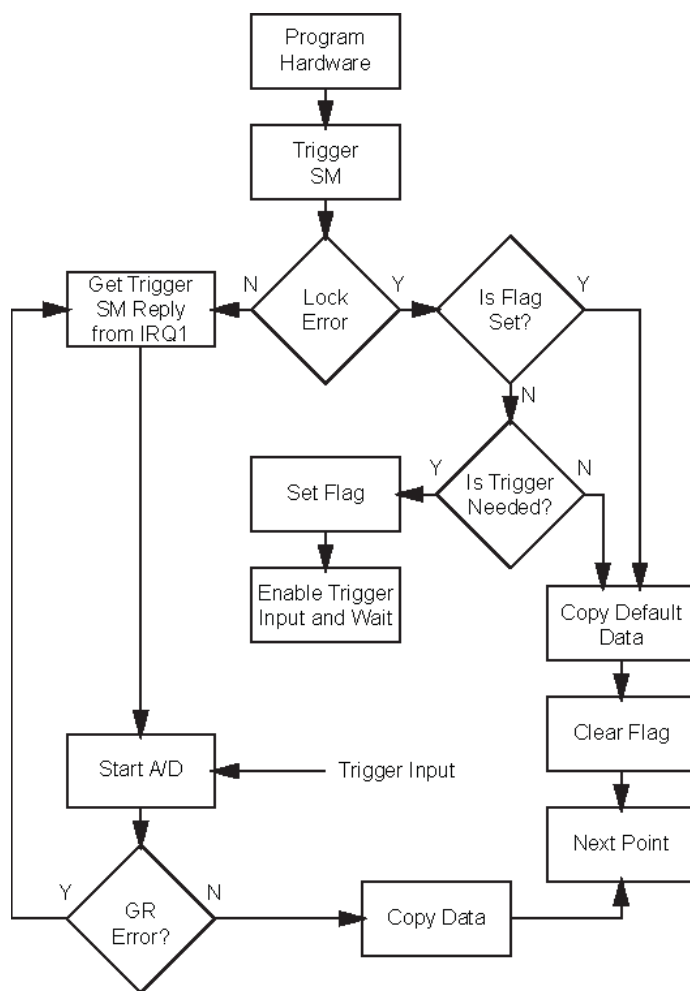 Program
Hardware
Trigger
SM
Get Trigger
SM Reply
from IRQ1
N
Lock
Error
Y
Is Flag
Set?
Y
N
Set Flag
Y
Is Trigger
Needed?
N
Enable Trigger
Input and Wait
Copy Default
Data
Clear Flag
Start A/D
Trigger Input
Next Point
Y
GR
Error?
N
Copy Data